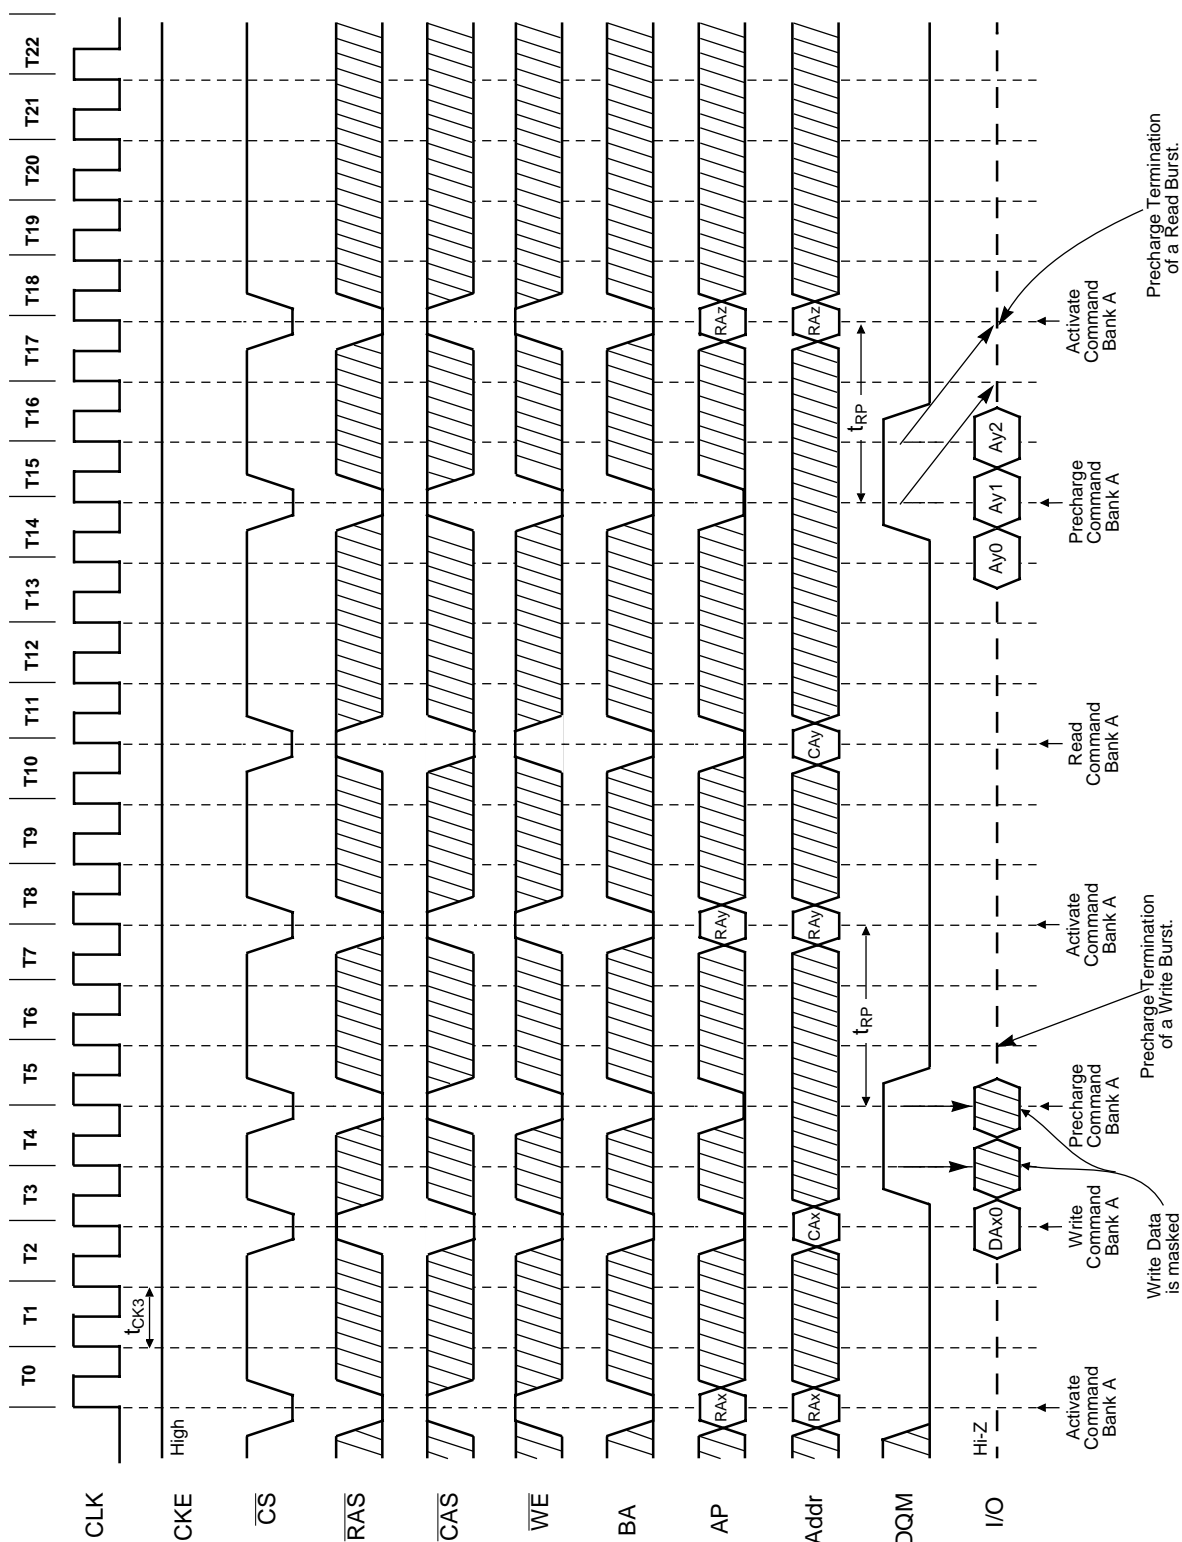 T0 T1 T2 T3 T4 T5 T6 T7 T8 T9 T10 T11 T12 T13 T14 T15 T16 T17 T18 T19 T20 T21 T22
CLK
tCK3
CKE
High
CS
RAS
CAS
WE
BA
AP
RAx RAy RAz
Addr
RAx CAx RAy CAy RAz
tRP tRP
DQM
I/O
Hi-Z
DAx0 Ay0 Ay1 Ay2
Activate
Command
Bank A
Write
Command
Bank A
Precharge
Command
Bank A
Activate
Command
Bank A
Read
Command
Bank A
Precharge
Command
Bank A
Activate
Command
Bank A
Write Data
is masked
Precharge Termination
of a Write Burst.
Precharge Termination
of a Read Burst.